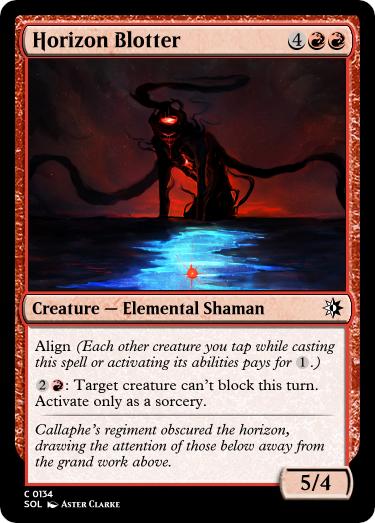 Horizon Blotter 4
Creature — Elemental Shaman
Align (Each other creature you tap while casting
this spell or activating its abilities pays for 1.)
2 R: Target creature can't block this turn.
Activate only as a sorcery.
Callaphe's regiment obscured the horizon,
drawing the attention of those below away from
the grand work above.
5/4
C 0134
SOL Aster Clarke